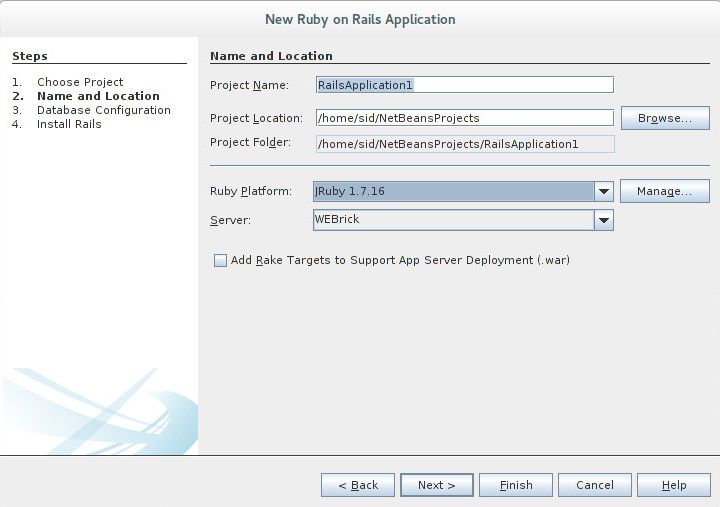 New Ruby on Rails Application
Steps
1. Choose Project
2. Name and Location
3. Database Configuration
4. Install Rails
Name and Location
Project Name: RailsApplication1
Project Location: /home/sid/NetBeansProjects Browse...
Project Folder: /home/sid/NetBeansProjects/RailsApplication1
Ruby Platform: JRuby 1.7.16 Manage...
Server: WEBrick
Add Rake Targets to Support App Server Deployment (.war)
< Back Next > Finish Cancel Help